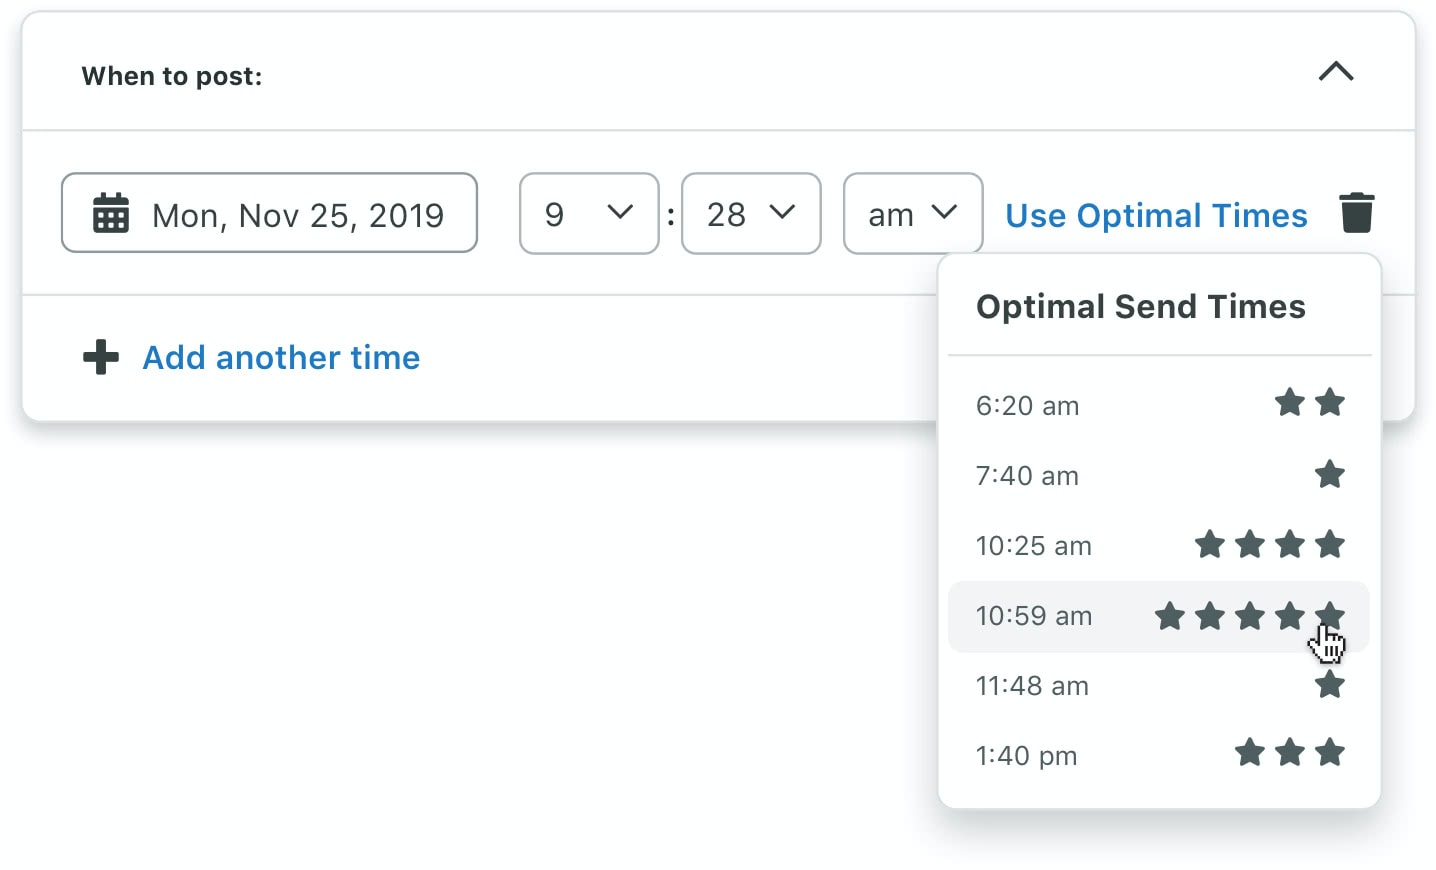 When to post:
Mon, Nov 25, 2019 9 : 28 am Use Optimal Times
Add another time
Optimal Send Times
6:20 am
7:40 am
10:25 am
10:59 am
11:48 am
1:40 pm